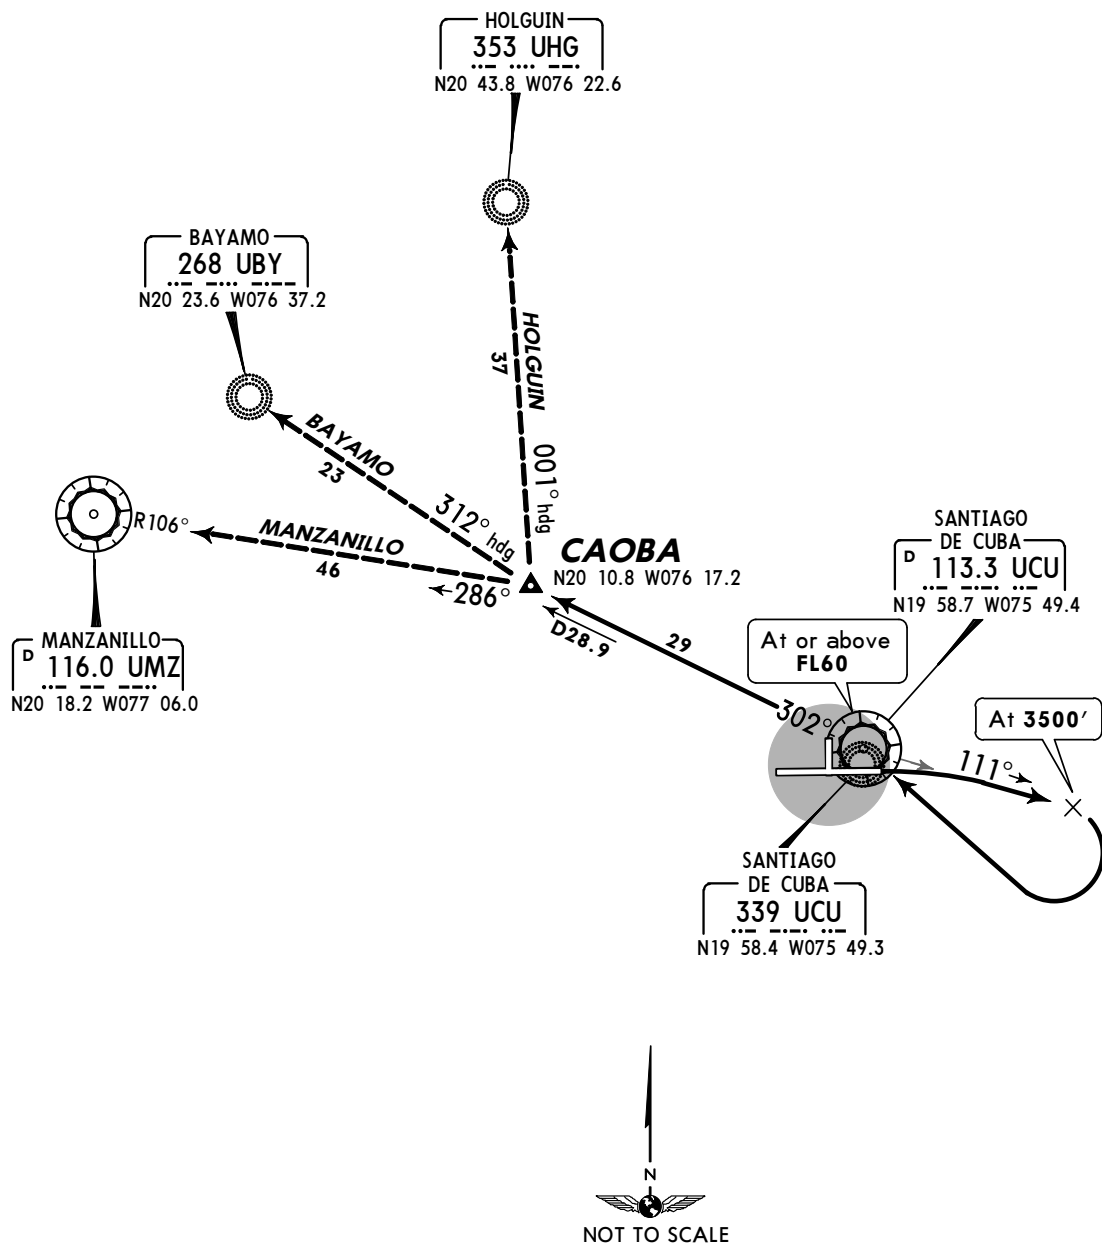 HOLGUIN
353 UHG
N20 43.8 W076 22.6
BAYAMO
268 UBY
N20 23.6 W076 37.2
HOLGUIN
37
001° hdg
BAYAMO
23
312° hdg
R106°
MANZANILLO
46
286°
MANZANILLO
D 116.0 UMZ
N20 18.2 W077 06.0
CAOBA
N20 10.8 W076 17.2
D28.9
29
302°
SANTIAGO
DE CUBA
D 113.3 UCU
N19 58.7 W075 49.4
At or above
FL60
At 3500'
111°
SANTIAGO
DE CUBA
339 UCU
N19 58.4 W075 49.3
N
NOT TO SCALE